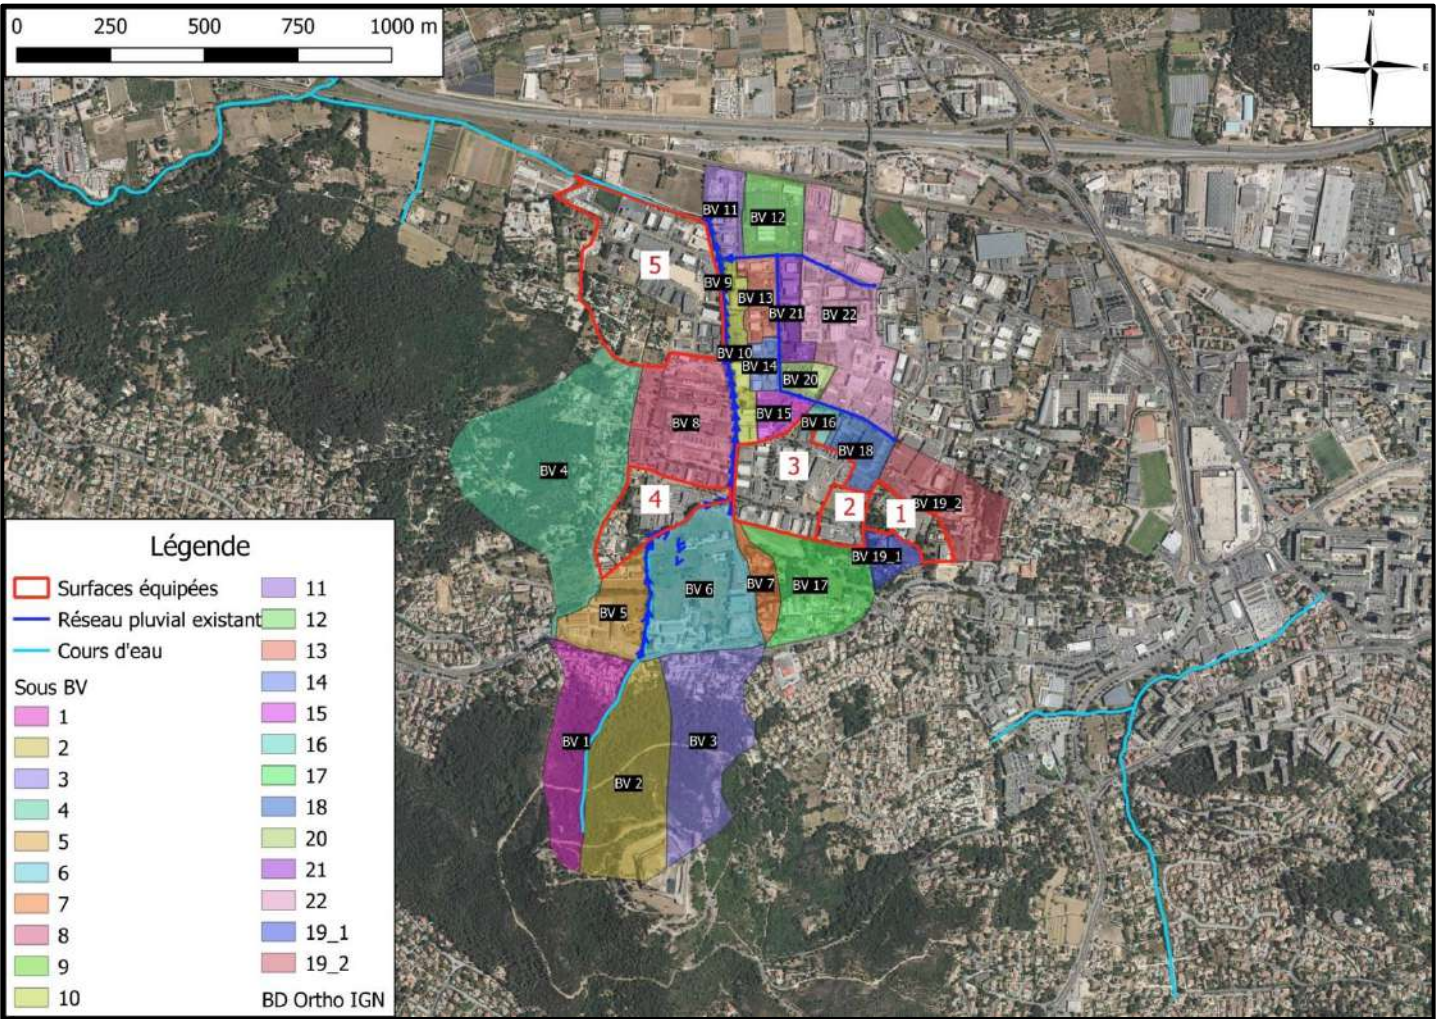 0 250 500 750 1000 m
N
O E
S
BV 11
BV 12
5
BV 9
BV 13
BV 21
BV 22
BV 10
BV 14
BV 20
BV 15
BV 16
BV 8
BV 18
3
BV 4
4
2
1
BV 19_2
BV 19_1
BV 7
BV 17
BV 6
BV 5
BV 1
BV 3
BV 2
Légende
Surfaces équipées
Réseau pluvial existant
Cours d'eau
Sous BV
1
2
3
4
5
6
7
8
9
10
11
12
13
14
15
16
17
18
20
21
22
19_1
19_2
BD Ortho IGN